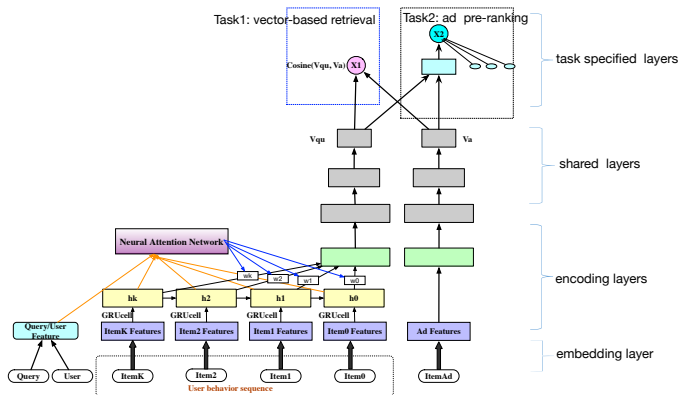 Task1: vector-based retrieval
Task2: ad pre-ranking
X2
Cosine(Vqu, Va)
X1
task specified layers
Vqu
Va
shared layers
Neural Attention Network
wk
w2
w1
w0
encoding layers
hk
h2
h1
h0
GRUcell
GRUcell
GRUcell
GRUcell
Query/User
Feature
ItemK Features
Item2 Features
Item1 Features
Item0 Features
Ad Features
embedding layer
Query
User
ItemK
Item2
Item1
Item0
ItemAd
User behavior sequence